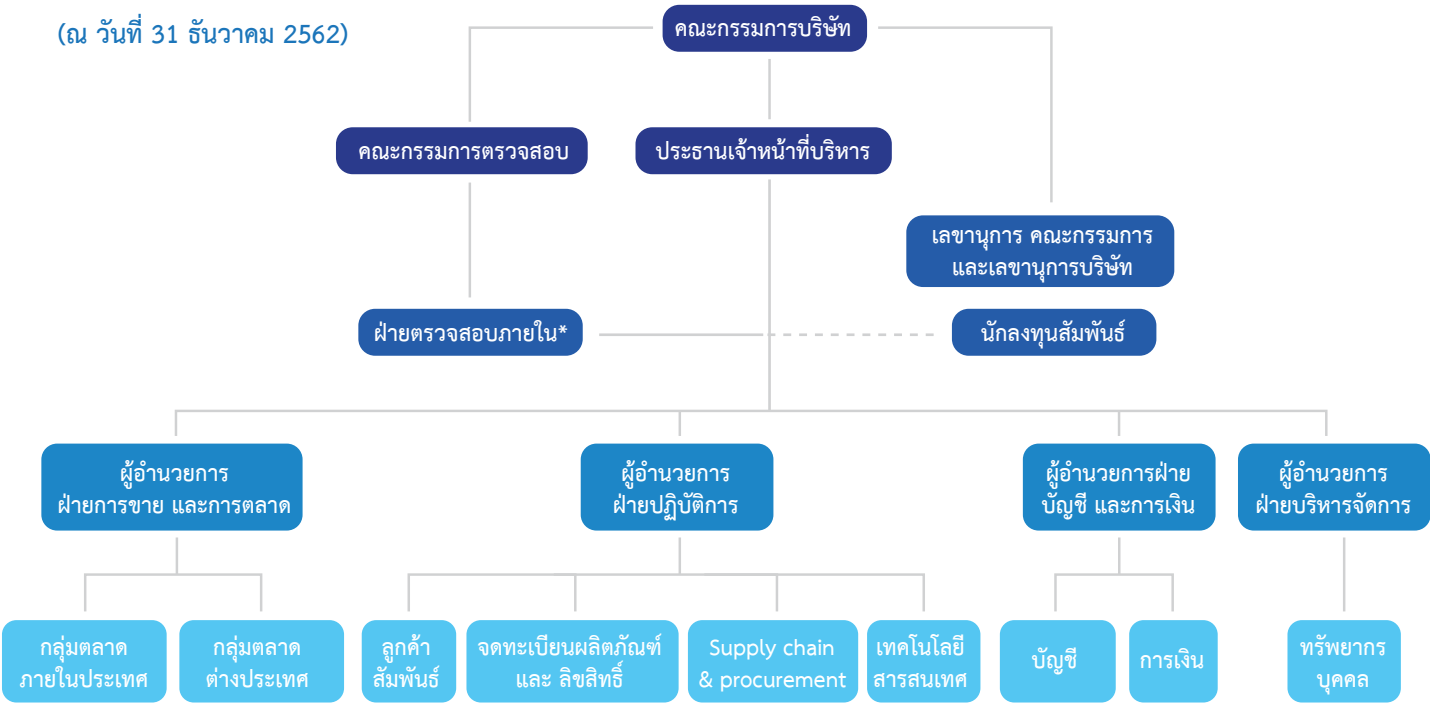 (ณ วันที่ 31 ธันวาคม 2562)
คณะกรรมการบริษัท
คณะกรรมการตรวจสอบ
ประธานเจ้าหน้าที่บริหาร
เลขานุการ คณะกรรมการ
และเลขานุการบริษัท
ฝ่ายตรวจสอบภายใน*
นักลงทุนสัมพันธ์
ผู้อำนวยการ
ฝ่ายการขาย และการตลาด
ผู้อำนวยการ
ฝ่ายปฏิบัติการ
ผู้อำนวยการฝ่าย
บัญชี และการเงิน
ผู้อำนวยการ
ฝ่ายบริหารจัดการ
กลุ่มตลาด
ภายในประเทศ
กลุ่มตลาด
ต่างประเทศ
ลูกค้า
สัมพันธ์
จดทะเบียนผลิตภัณฑ์
และ ลิขสิทธิ์
Supply chain
& procurement
เทคโนโลยี
สารสนเทศ
บัญชี
การเงิน
ทรัพยากร
บุคคล